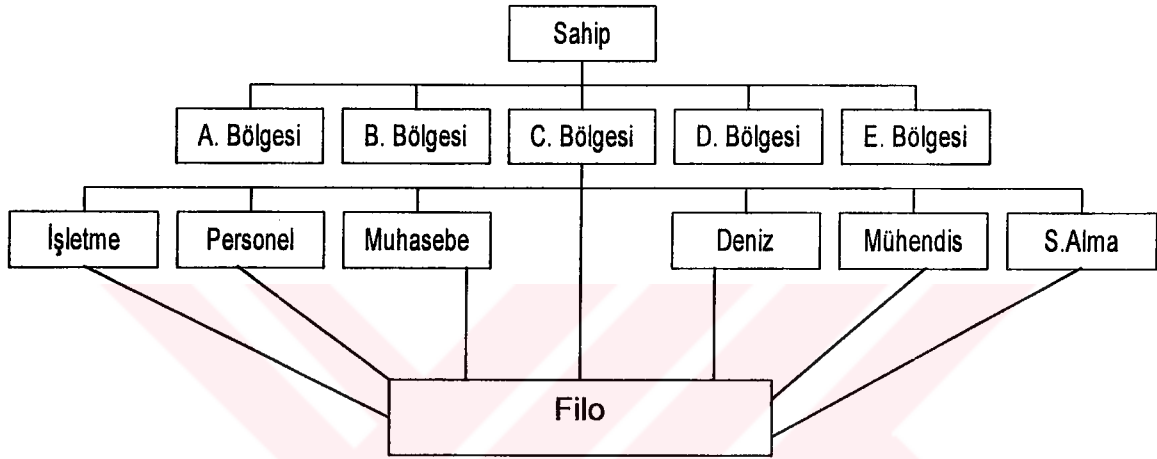 Sahip
A. Bölgesi
B. Bölgesi
C. Bölgesi
D. Bölgesi
E. Bölgesi
İşletme
Personel
Muhasebe
Deniz
Mühendis
S.Alma
Filo